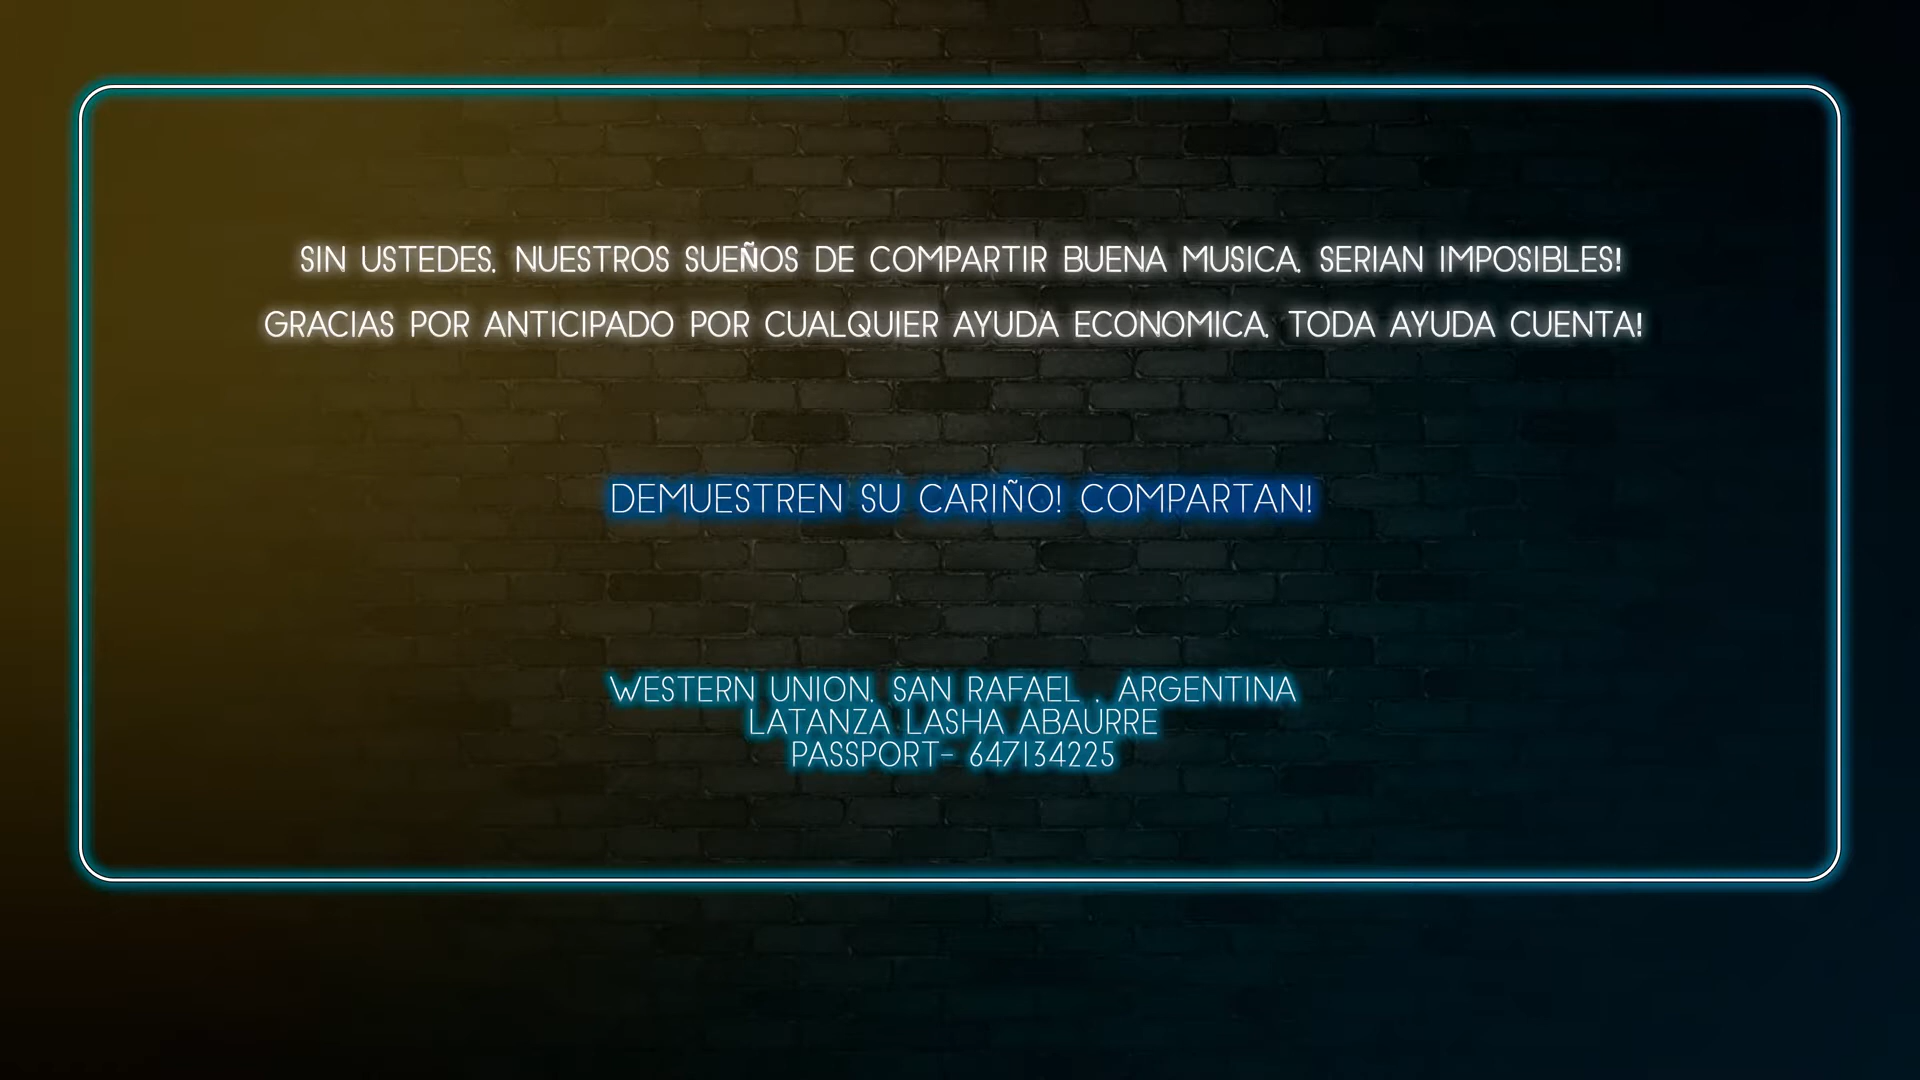 SIN USTEDES, NUESTROS SUEÑOS DE COMPARTIR BUENA MUSICA, SERIAN IMPOSIBLES!
GRACIAS POR ANTICIPADO POR CUALQUIER AYUDA ECONOMICA, TODA AYUDA CUENTA!
DEMUESTREN SU CARIÑO! COMPARTAN!
WESTERN UNION, SAN RAFAEL , ARGENTINA
LATANZA LASHA ABAURRE
PASSPORT- 647134225